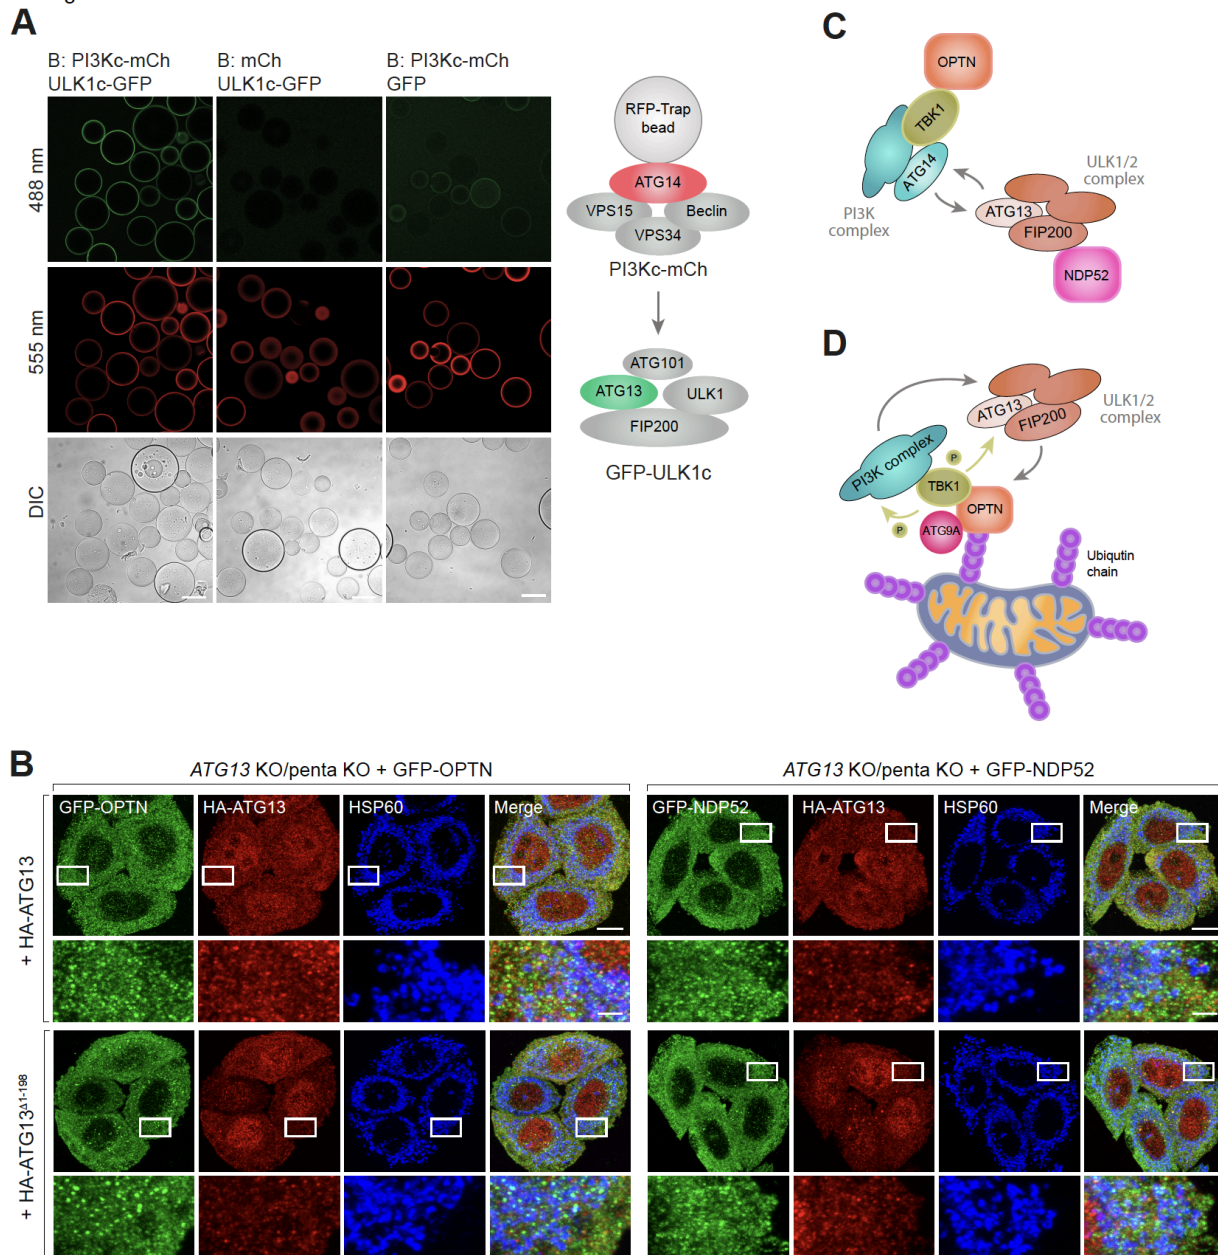 A
B: PI3Kc-mCh
ULK1c-GFP
B: mCh
ULK1c-GFP
B: PI3Kc-mCh
GFP
488 nm
555 nm
DIC
RFP-Trap
bead
ATG14
VPS15
Beclin
VPS34
PI3Kc-mCh
ATG101
ATG13
ULK1
FIP200
GFP-ULK1c
C
OPTN
TBK1
ATG14
PI3K
complex
ULK1/2
complex
ATG13
FIP200
NDP52
D
ATG13
FIP200
ULK1/2
complex
PI3K complex
P
TBK1
OPTN
P
ATG9A
Ubiqutin
chain
B
ATG13 KO/penta KO + GFP-OPTN
ATG13 KO/penta KO + GFP-NDP52
GFP-OPTN
HA-ATG13
HSP60
Merge
GFP-NDP52
HA-ATG13
HSP60
Merge
+ HA-ATG13
+ HA-ATG13Δ1-198